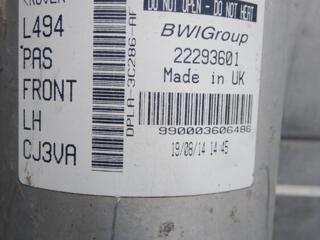 ROVER
DO NOT OPEN - DO NOT HEAT
L494
PAS
FRONT
LH
CJ3VA
DPLA-3C286-AF
BWIGroup
22293601
Made in UK
990003606486
19/08/14 14:45